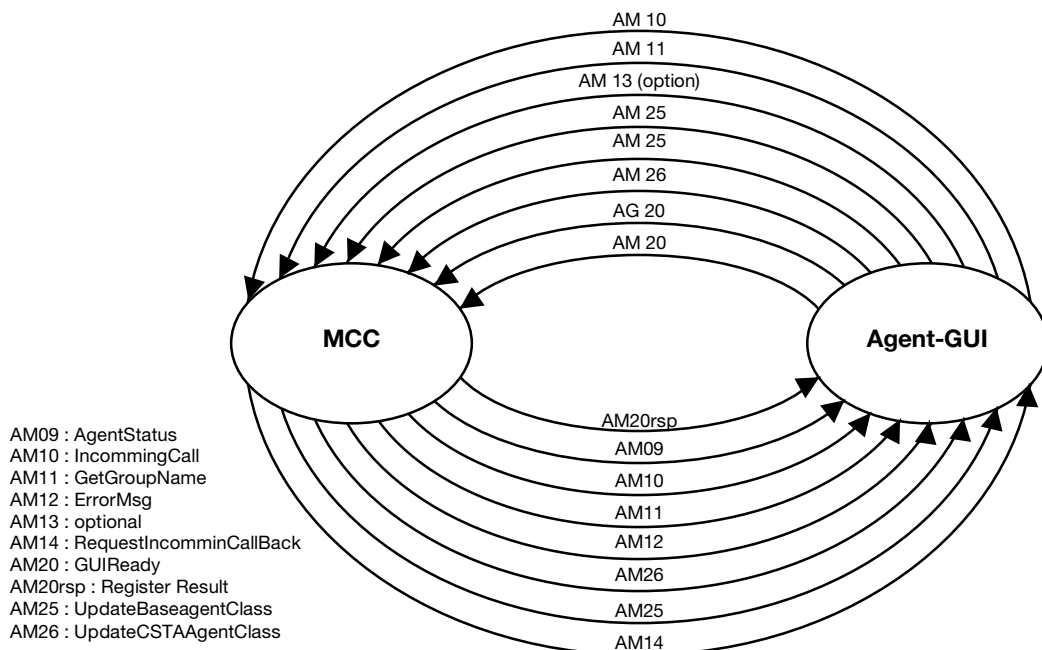 AM 10
AM 11
AM 13 (option)
AM 25
AM 25
AM 26
AG 20
AM 20
MCC
Agent-GUI
AM20rsp
AM09
AM10
AM11
AM12
AM26
AM25
AM14
AM09 : AgentStatus
AM10 : IncommingCall
AM11 : GetGroupName
AM12 : ErrorMsg
AM13 : optional
AM14 : RequestIncomminCallBack
AM20 : GUIReady
AM20rsp : Register Result
AM25 : UpdateBaseagentClass
AM26 : UpdateCSTAAgentClass